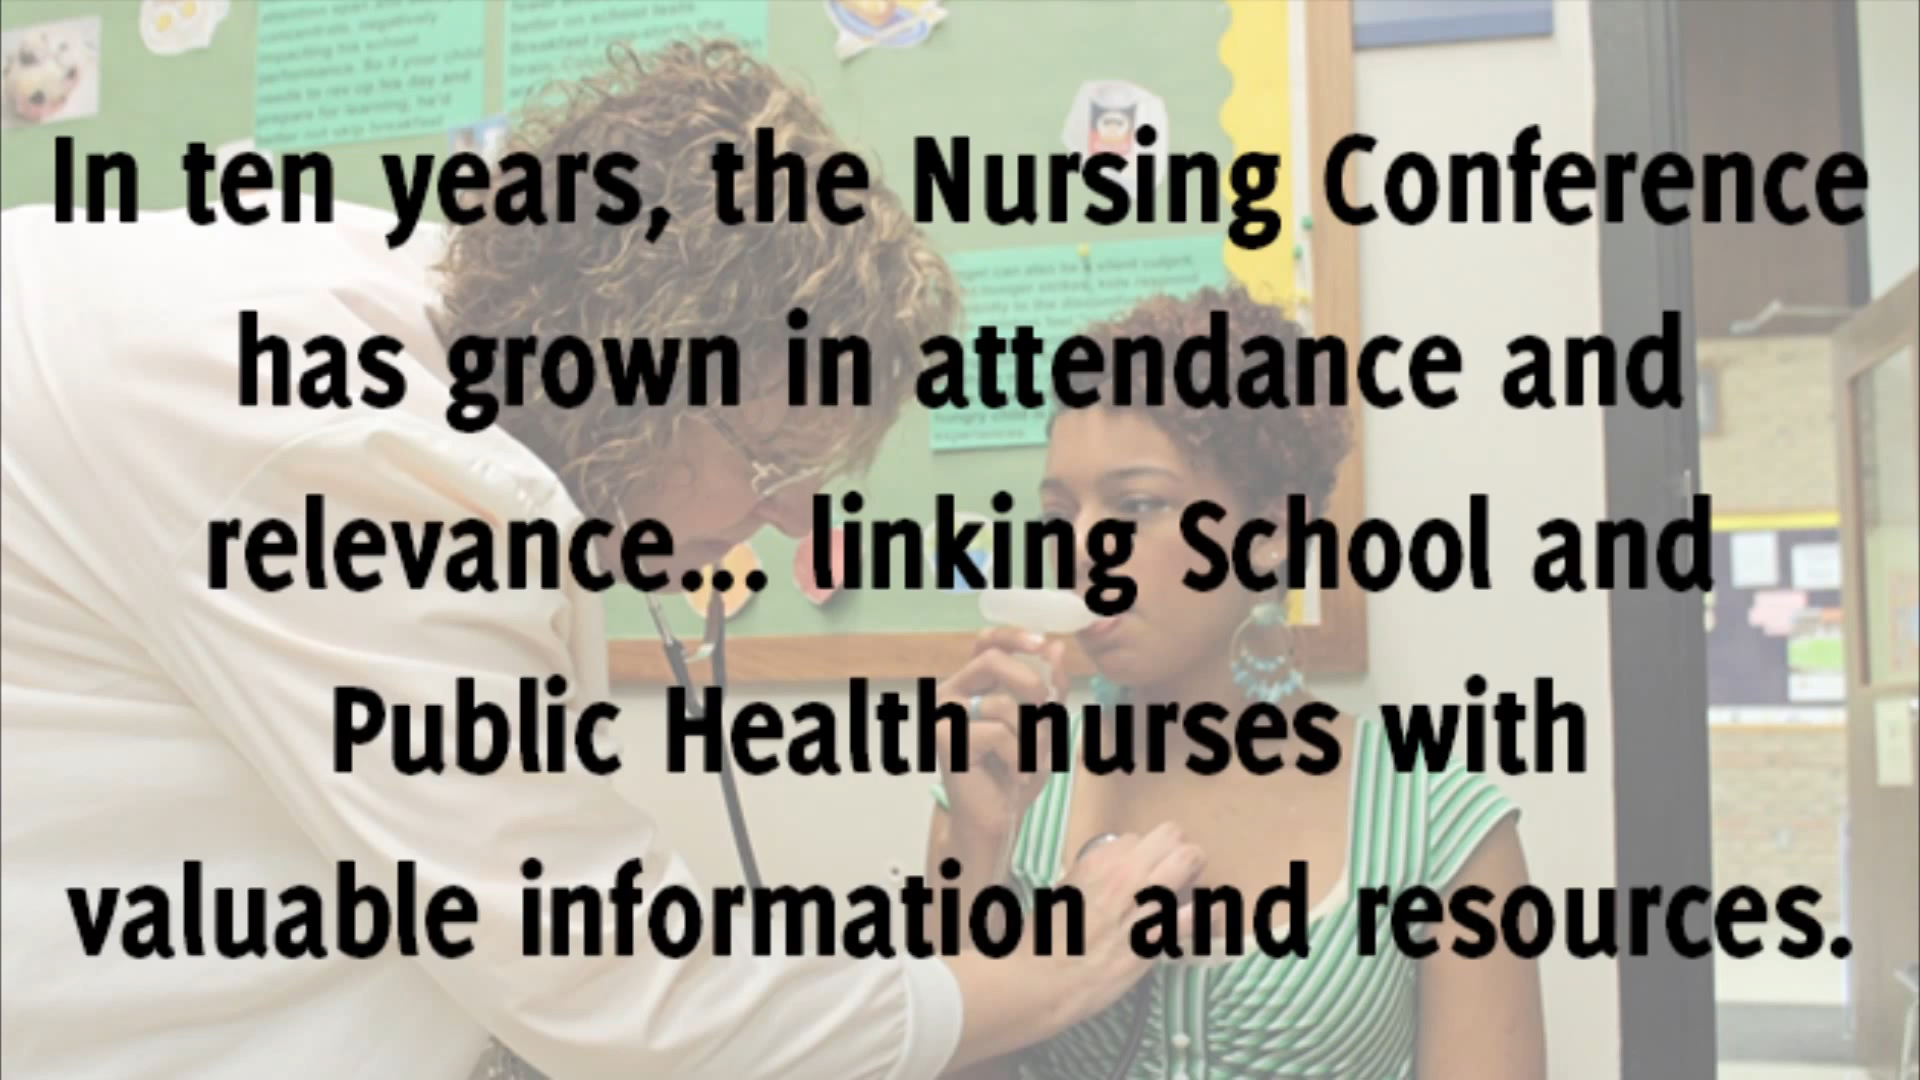 In ten years, the Nursing Conference
has grown in attendance and
relevance... linking School and
Public Health nurses with
valuable information and resources.